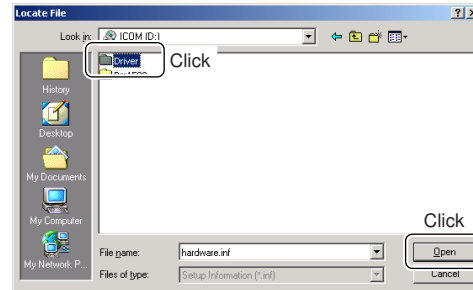 Locate File
Look in: ICOM (D:)
Driver
Click
History
Desktop
My Documents
My Computer
My Network P...
Click
File name: hardware.inf
Open
Files of type: Setup Information (*.inf)
Cancel